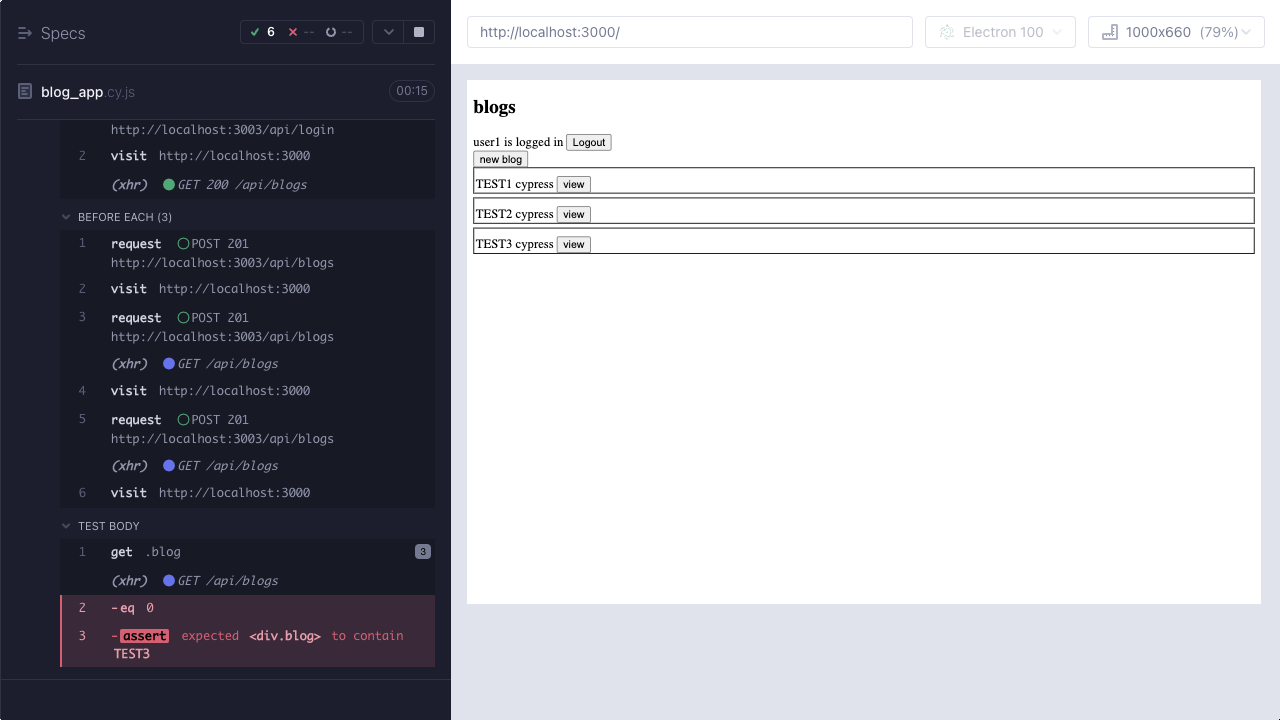 Specs
6 -- --
blog_app.cy.js
00:15
http://localhost:3003/api/login
2 visit http://localhost:3000
(xhr) GET 200 /api/blogs
BEFORE EACH (3)
1 request POST 201
http://localhost:3003/api/blogs
2 visit http://localhost:3000
3 request POST 201
http://localhost:3003/api/blogs
(xhr) GET /api/blogs
4 visit http://localhost:3000
5 request POST 201
http://localhost:3003/api/blogs
(xhr) GET /api/blogs
6 visit http://localhost:3000
TEST BODY
1 get .blog 3
(xhr) GET /api/blogs
2 -eq 0
3 -assert expected <div.blog> to contain
TEST3
http://localhost:3000/
Electron 100
1000x660 (79%)
blogs
user1 is logged in Logout
new blog
TEST1 cypress view
TEST2 cypress view
TEST3 cypress view